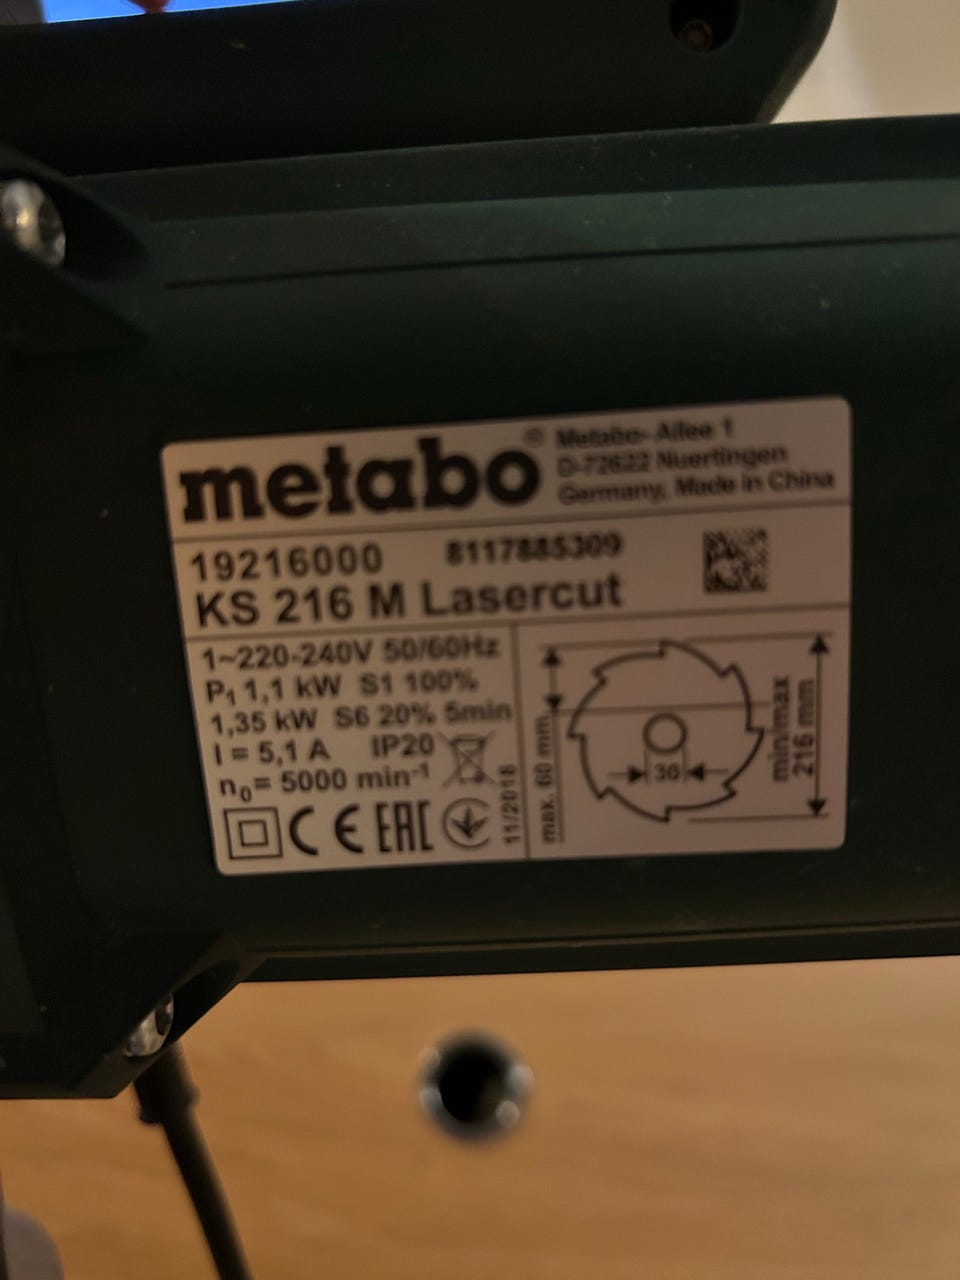 metabo®
Metabo-Allee 1
D-72622 Nuertingen
Germany, Made in China
19216000 8117885309
KS 216 M Lasercut
1~220-240V 50/60Hz
P1 1,1 kW S1 100%
1,35 kW S6 20% 5min
I = 5,1 A IP20
n0= 5000 min-1
CE EAC
11/2018
max. 60 mm
30
min/max
216 mm